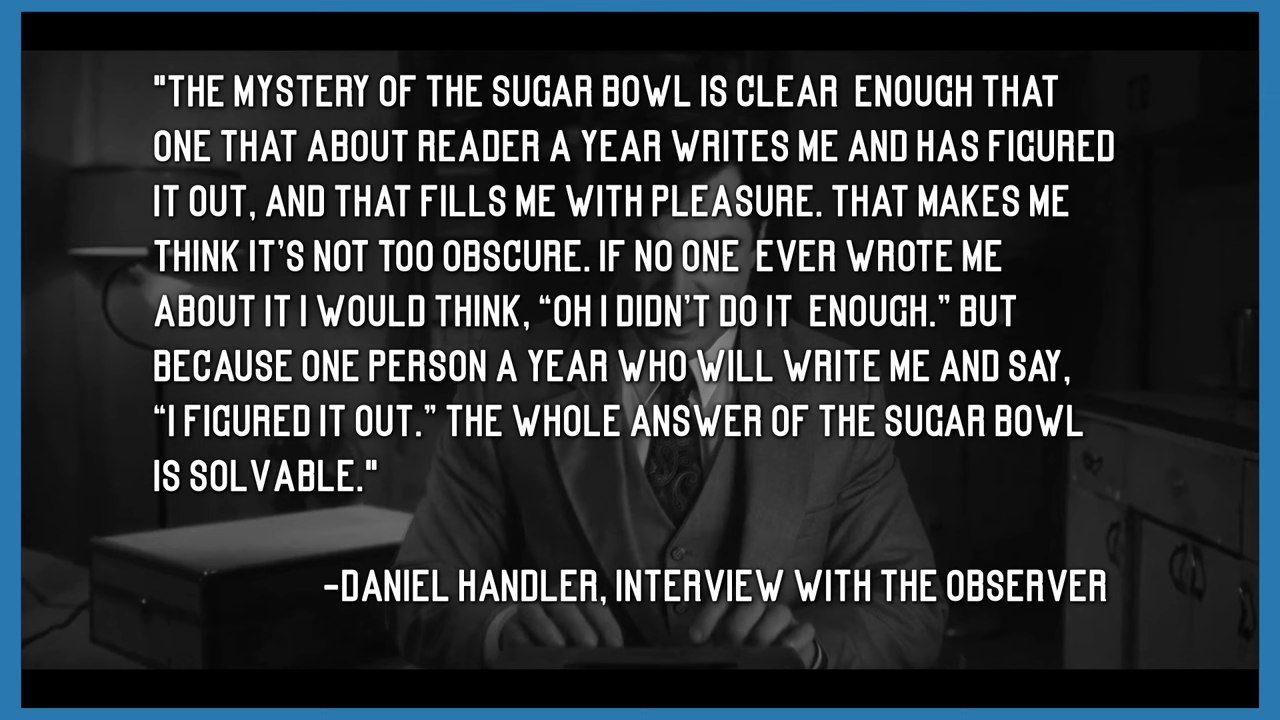 "THE MYSTERY OF THE SUGAR BOWL IS CLEAR ENOUGH THAT
ONE THAT ABOUT READER A YEAR WRITES ME AND HAS FIGURED
IT OUT, AND THAT FILLS ME WITH PLEASURE. THAT MAKES ME
THINK IT'S NOT TOO OBSCURE. IF NO ONE EVER WROTE ME
ABOUT IT I WOULD THINK, “OH I DIDN'T DO IT ENOUGH.” BUT
BECAUSE ONE PERSON A YEAR WHO WILL WRITE ME AND SAY,
“I FIGURED IT OUT.” THE WHOLE ANSWER OF THE SUGAR BOWL
IS SOLVABLE."
-DANIEL HANDLER, INTERVIEW WITH THE OBSERVER